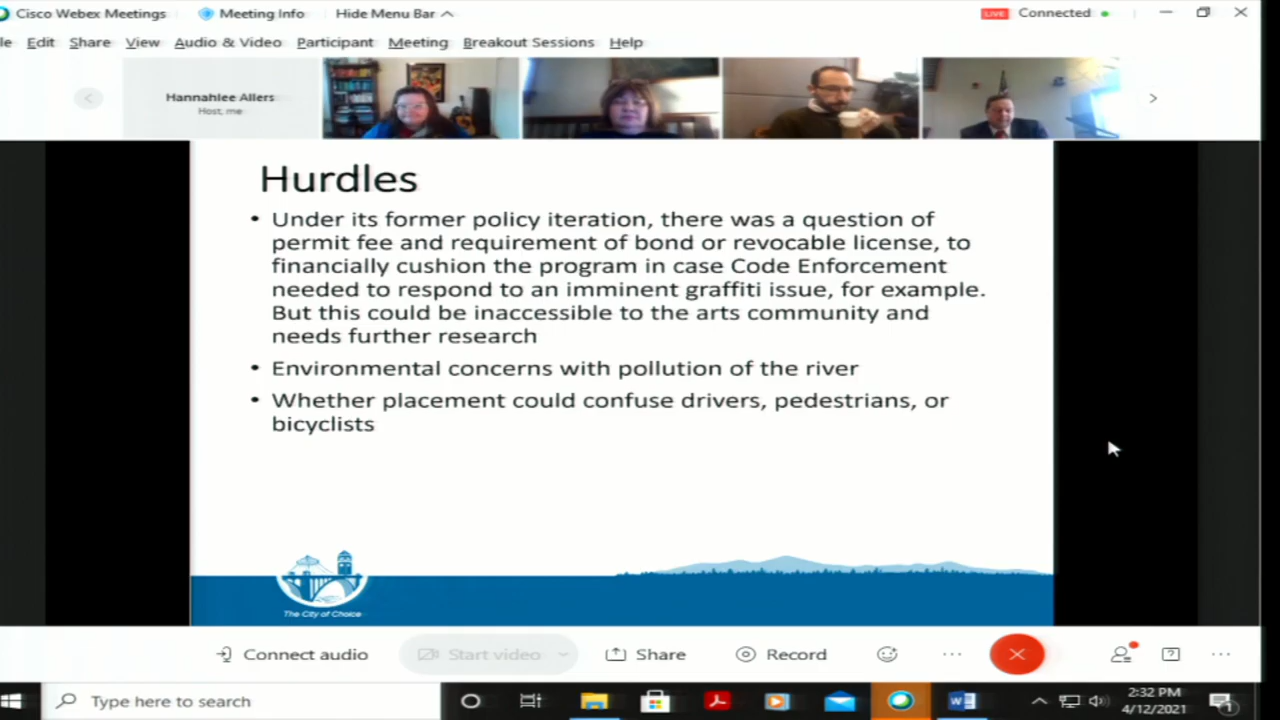 Cisco Webex Meetings
Meeting Info
Hide Menu Bar
LIVE
Connected
le
Edit
Share
View
Audio & Video
Participant
Meeting
Breakout Sessions
Help
Hannahlee Allers
Host, me
Hurdles
• Under its former policy iteration, there was a question of
permit fee and requirement of bond or revocable license, to
financially cushion the program in case Code Enforcement
needed to respond to an imminent graffiti issue, for example.
But this could be inaccessible to the arts community and
needs further research
• Environmental concerns with pollution of the river
• Whether placement could confuse drivers, pedestrians, or
bicyclists
The City of Choice
Connect audio
Start video
Share
Record
Type here to search
2:32 PM
4/12/2021
1